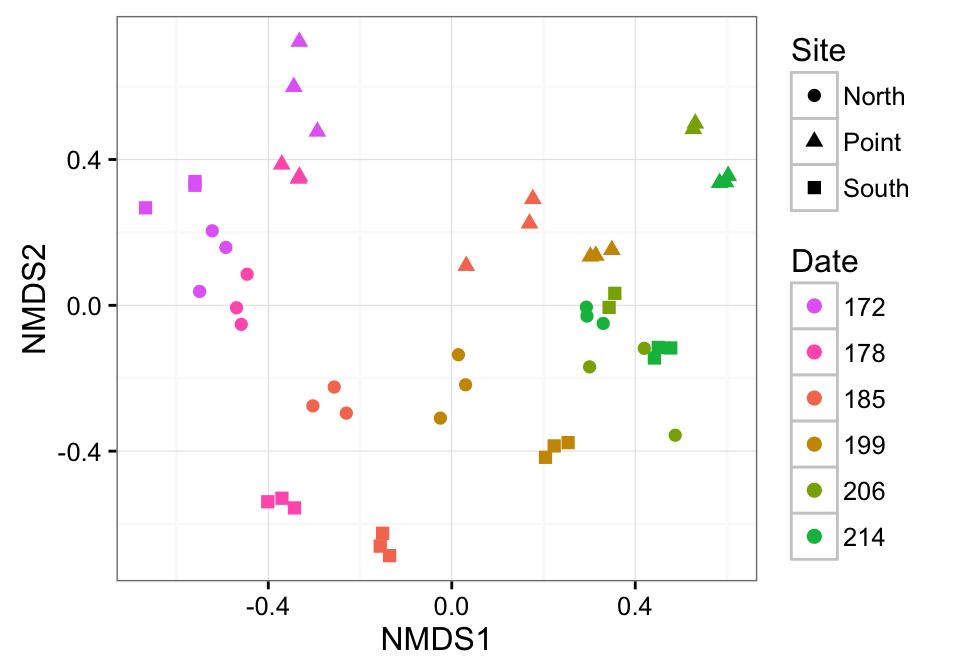 Site
North
Point
South
Date
172
178
185
199
206
214
NMDS2
0.4
0.0
-0.4
-0.4 0.0 0.4
NMDS1